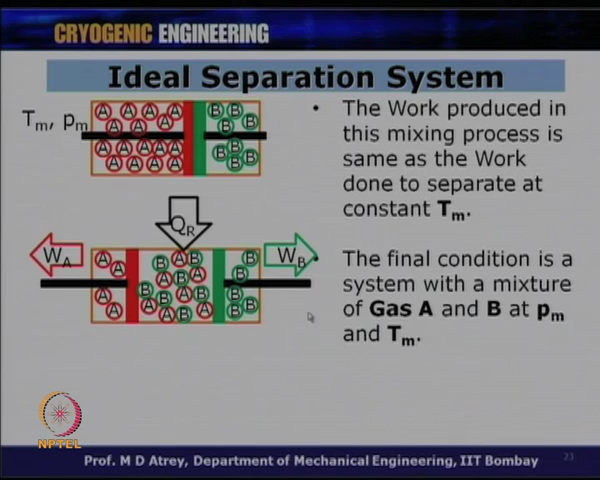 CRYOGENIC ENGINEERING
Ideal Separation System
Tm, pm
QR
WA
WB
• The Work produced in
this mixing process is
same as the Work
done to separate at
constant Tm.
• The final condition is a
system with a mixture
of Gas A and B at pm
and Tm.
NPTEL
Prof. M D Atrey, Department of Mechanical Engineering, IIT Bombay
23